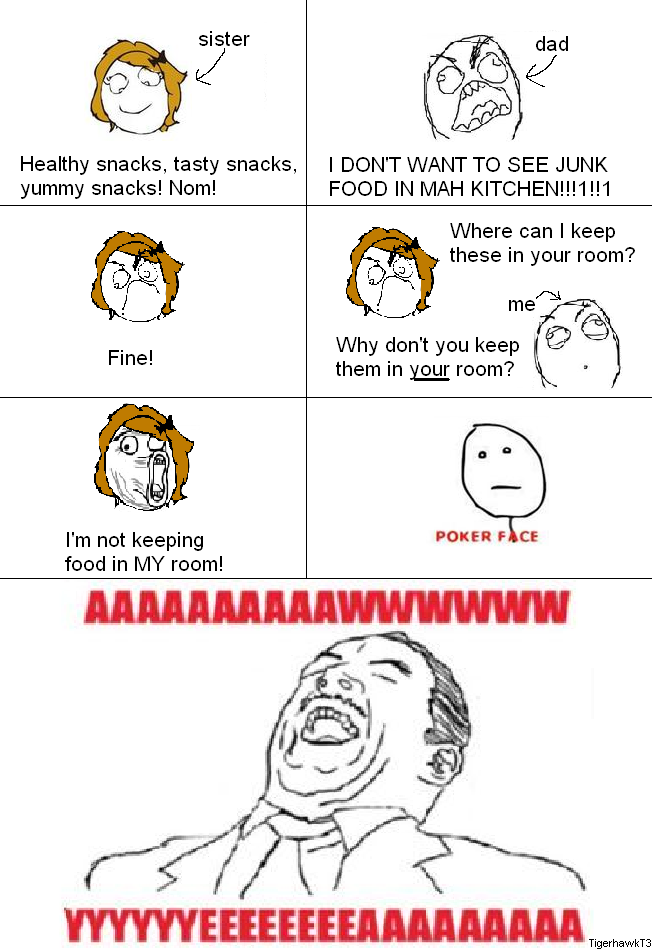 sister
Healthy snacks, tasty snacks,
yummy snacks! Nom!
dad
I DON'T WANT TO SEE JUNK
FOOD IN MAH KITCHEN!!!1!!1
Fine!
Where can I keep
these in your room?
me
Why don't you keep
them in your room?
I'm not keeping
food in MY room!
POKER FACE
AAAAAAAAAAWWWWWWW
YYYYYYEEEEEEEEAAAAAAAAA
TigerhawkT3